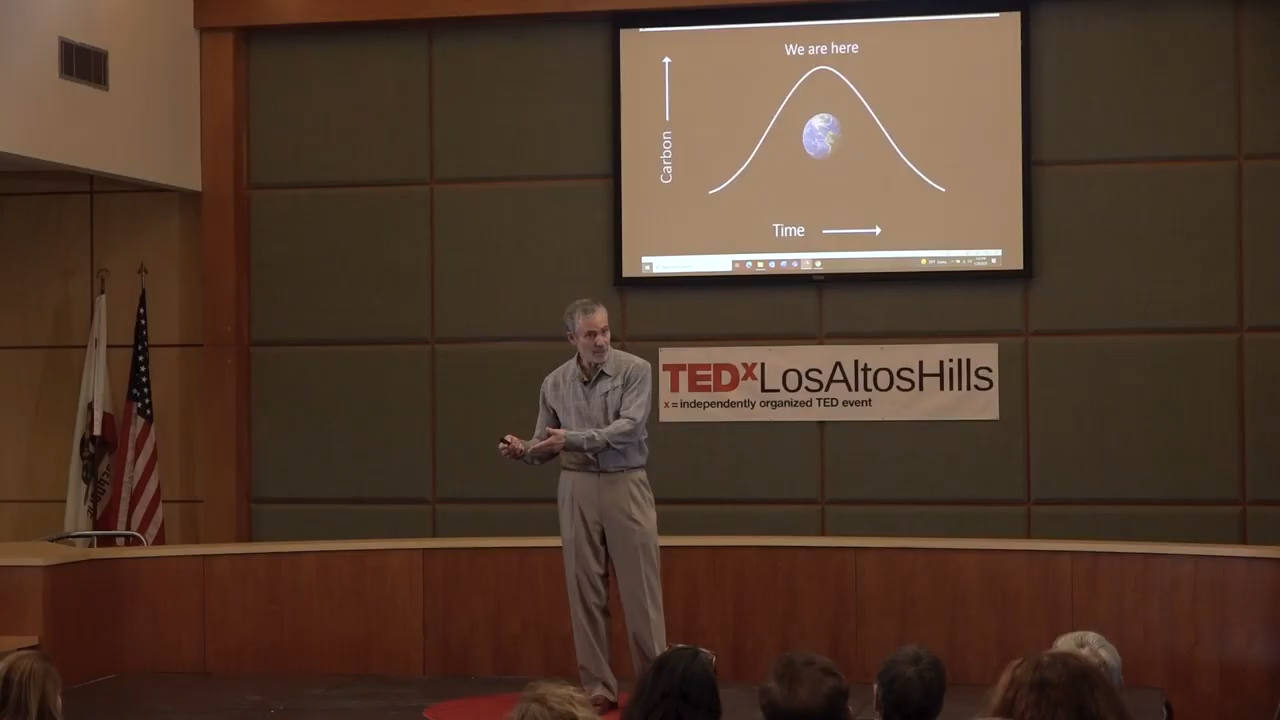 We are here
Carbon
Time
TEDxLosAltosHills
x = independently organized TED event